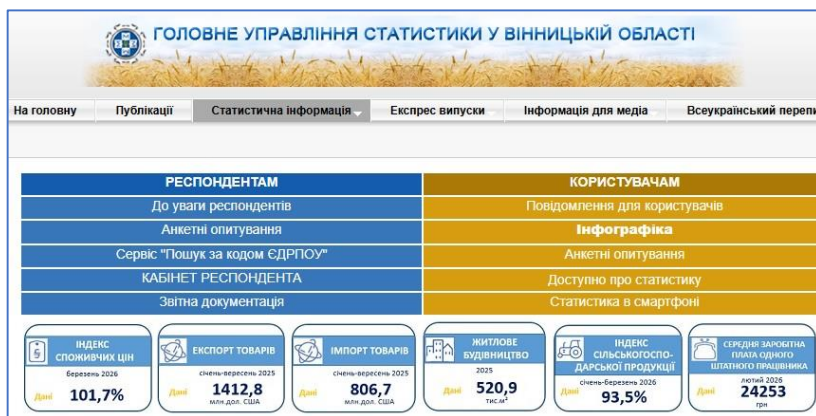 ГОЛОВНЕ УПРАВЛІННЯ СТАТИСТИКИ У ВІННИЦЬКІЙ ОБЛАСТІ
На головну Публікації Статистична інформація Експрес випуски Інформація для медіа Всеукраїнський перепи
РЕСПОНДЕНТАМ
До уваги респондентів
Анкетні опитування
Сервіс "Пошук за кодом ЄДРПОУ"
КАБІНЕТ РЕСПОНДЕНТА
Звітна документація
КОРИСТУВАЧАМ
Повідомлення для користувачів
Інфографіка
Анкетні опитування
Доступно про статистику
Статистика в смартфоні
ІНДЕКС
СПОЖИВЧИХ ЦІН
березень 2026
Дані 101,7%
ЕКСПОРТ ТОВАРІВ
січень-вересень 2025
Дані 1412,8
млн.дол. США
ІМПОРТ ТОВАРІВ
січень-вересень 2025
Дані 806,7
млн.дол. США
ЖИТЛОВЕ
БУДІВНИЦТВО
2025
Дані 520,9
тис.м²
ІНДЕКС
СІЛЬСЬКОГОСПО-
ДАРСЬКОЇ ПРОДУКЦІЇ
січень-березень 2026
Дані 93,5%
СЕРЕДНЯ ЗАРОБІТНА
ПЛАТА ОДНОГО
ШТАТНОГО ПРАЦІВНИКА
лютий 2026
Дані 24253
грн